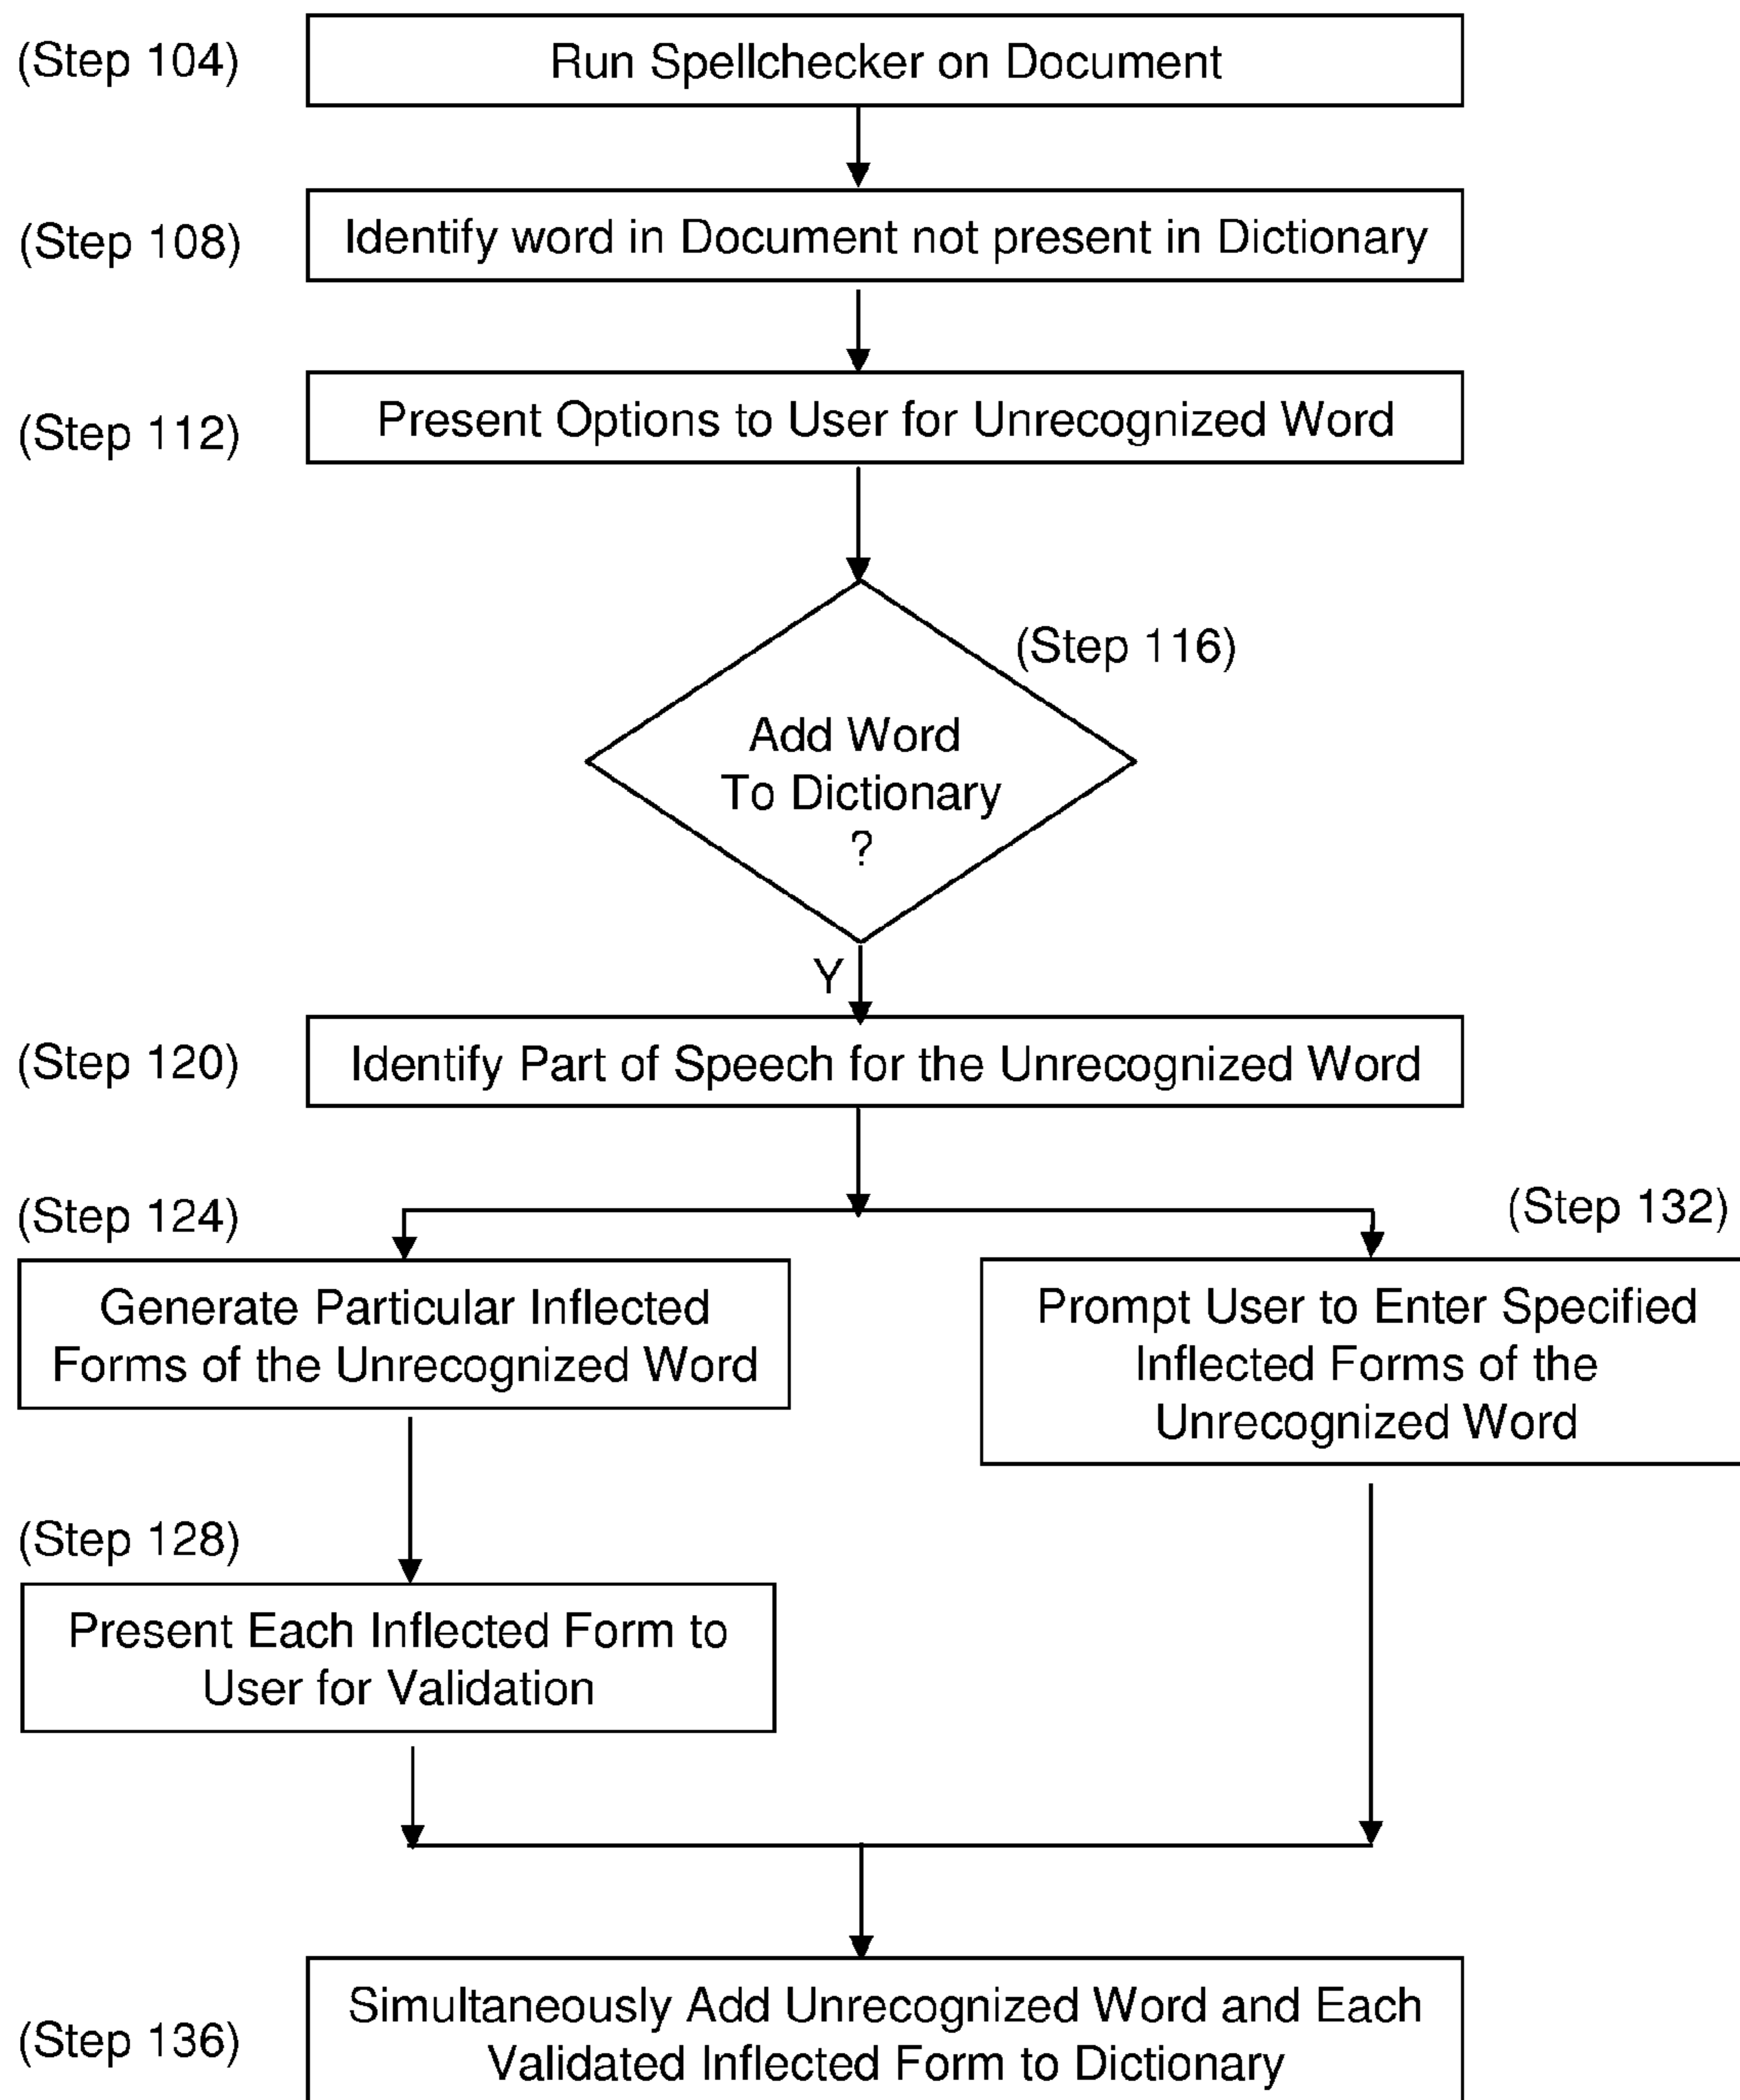 (Step 104)
Run Spellchecker on Document
(Step 108)
Identify word in Document not present in Dictionary
(Step 112)
Present Options to User for Unrecognized Word
(Step 116)
Add Word
To Dictionary
?
Y
(Step 120)
Identify Part of Speech for the Unrecognized Word
(Step 124)
(Step 132)
Generate Particular Inflected
Forms of the Unrecognized Word
Prompt User to Enter Specified
Inflected Forms of the
Unrecognized Word
(Step 128)
Present Each Inflected Form to
User for Validation
(Step 136)
Simultaneously Add Unrecognized Word and Each
Validated Inflected Form to Dictionary